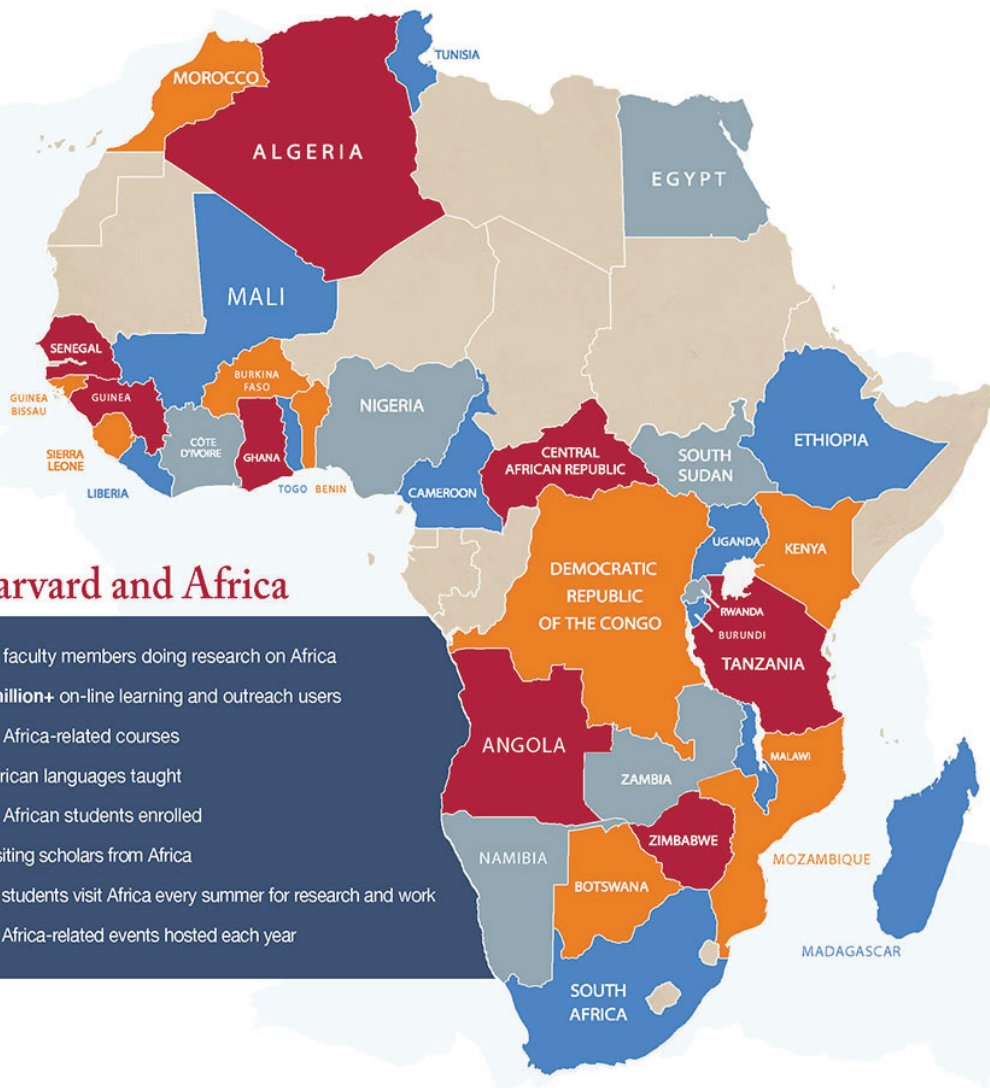 TUNISIA
MOROCCO
ALGERIA
EGYPT
MALI
SENEGAL
BURKINA
FASO
GUINEA
BISSAU
GUINEA
NIGERIA
CÔTE
D'IVOIRE
ETHIOPIA
SIERRA
LEONE
GHANA
CENTRAL
AFRICAN REPUBLIC
SOUTH
SUDAN
LIBERIA
TOGO
BENIN
CAMEROON
UGANDA
KENYA
DEMOCRATIC
REPUBLIC
OF THE CONGO
RWANDA
BURUNDI
TANZANIA
arvard and Africa
faculty members doing research on Africa
illion+ on-line learning and outreach users
Africa-related courses
rican languages taught
African students enrolled
siting scholars from Africa
students visit Africa every summer for research and work
Africa-related events hosted each year
ANGOLA
ZAMBIA
MALAWI
ZIMBABWE
NAMIBIA
BOTSWANA
MOZAMBIQUE
MADAGASCAR
SOUTH
AFRICA